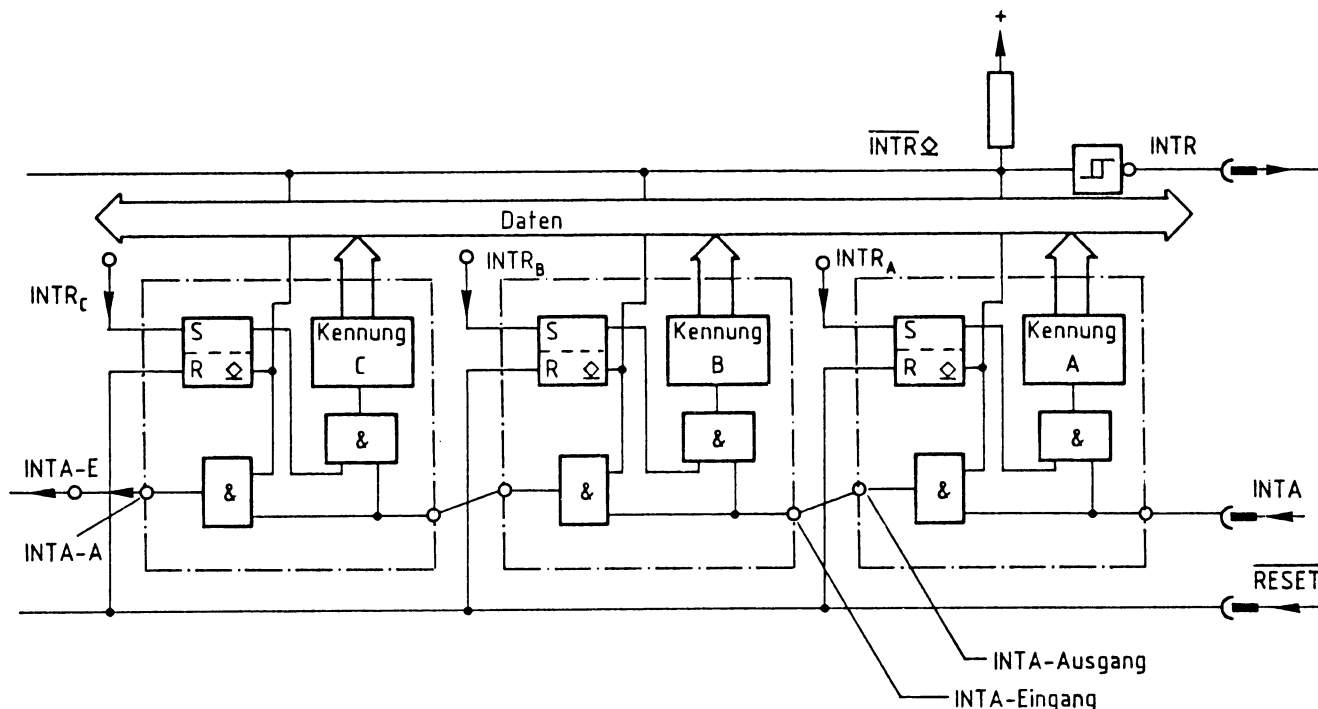 +
INTR
INTR
Daten
INTR_C
INTR_B
INTR_A
S
R
Kennung
C
S
R
Kennung
B
S
R
Kennung
A
&
&
&
&
&
&
INTA-E
INTA-A
INTA
RESET
INTA-Ausgang
INTA-Eingang